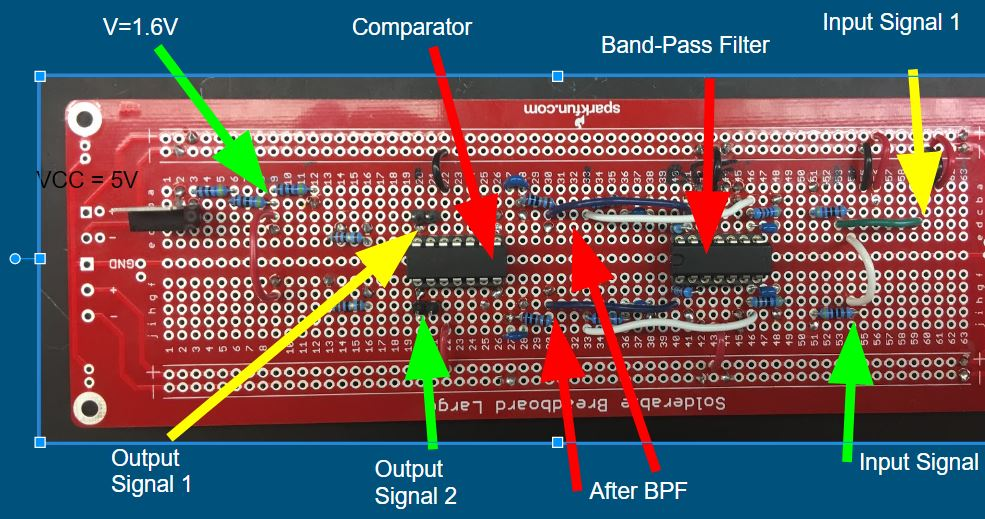 V=1.6V
Comparator
Band-Pass Filter
Input Signal 1
sparkfun.com
VCC = 5V
GND
Solderable Breadboard Large
Output
Signal 1
Output
Signal 2
After BPF
Input Signal